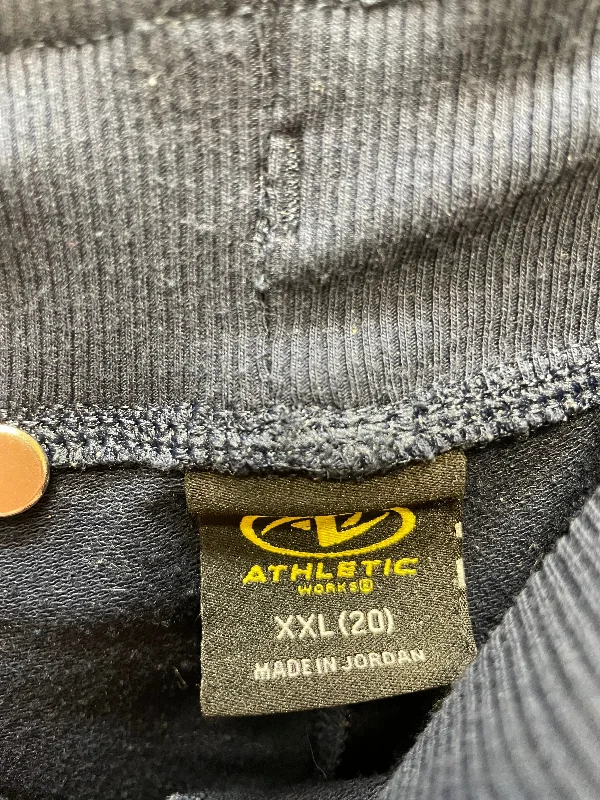 ATHLETIC
WORKS®
XXL (20)
MADE IN JORDAN